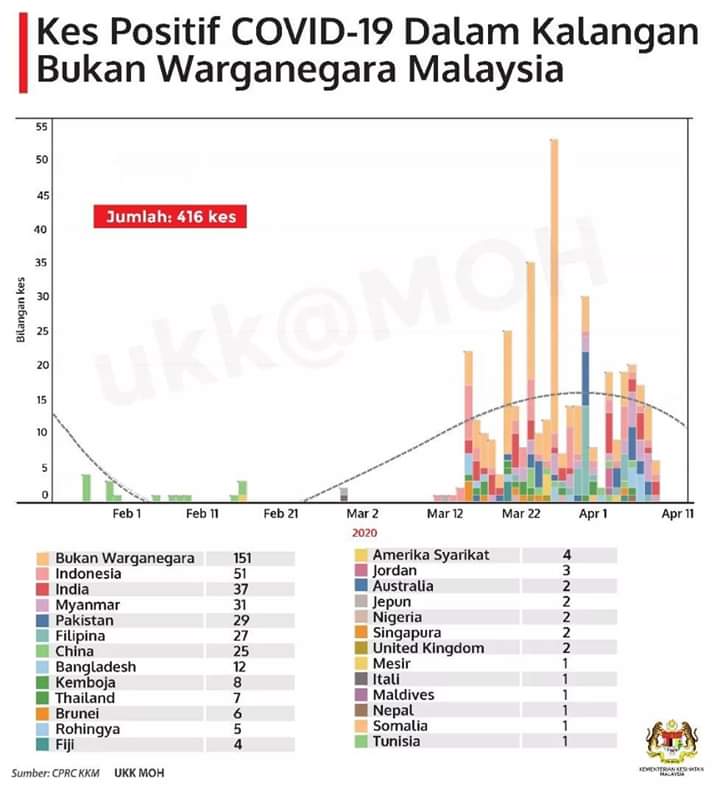 Kes Positif COVID-19 Dalam Kalangan
Bukan Warganegara Malaysia
55
50
45
40
35
30
25
20
15
10
5
0
Bilangan kes
Jumlah: 416 kes
ukk@MOH
Feb 1 Feb 11 Feb 21 Mar 2 Mar 12 Mar 22 Apr 1 Apr 11
2020
Bukan Warganegara 151
Indonesia 51
India 37
Myanmar 31
Pakistan 29
Filipina 27
China 25
Bangladesh 12
Kemboja 8
Thailand 7
Brunei 6
Rohingya 5
Fiji 4
Amerika Syarikat 4
Jordan 3
Australia 2
Jepun 2
Nigeria 2
Singapura 2
United Kingdom 2
Mesir 1
Itali 1
Maldives 1
Nepal 1
Somalia 1
Tunisia 1
Sumber: CPRC KKM UKK MOH
KEMENTERIAN KESIHATAN
MALAYSIA